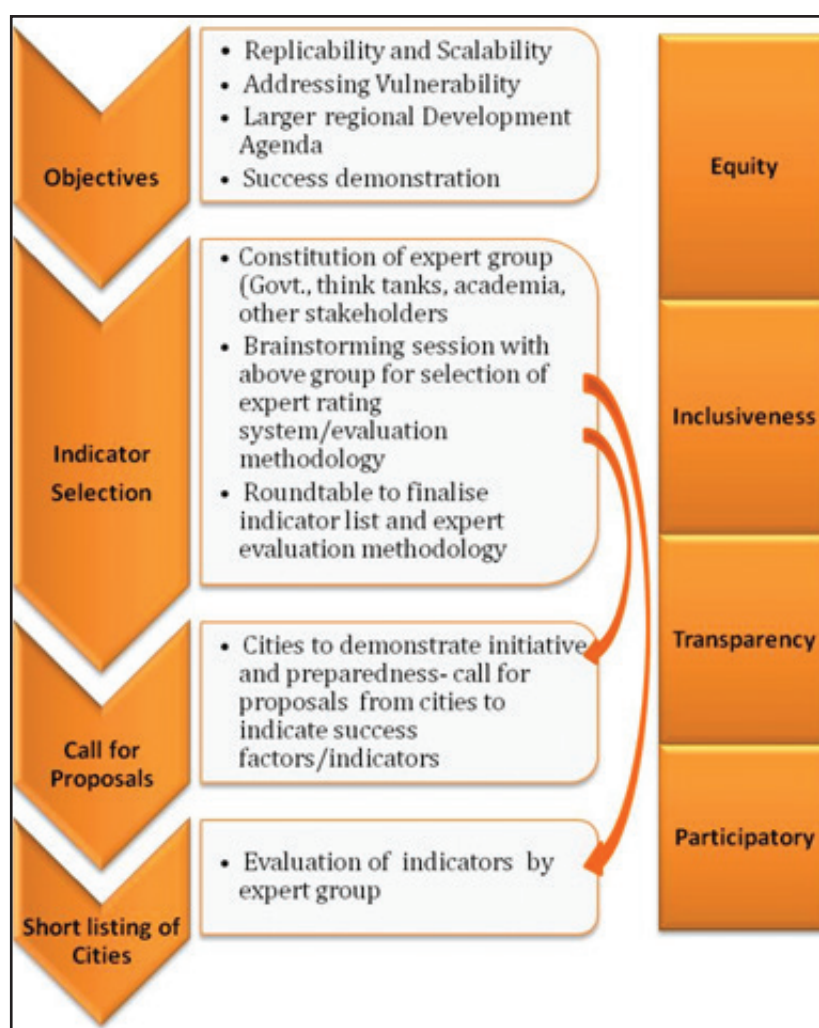 Objectives
• Replicability and Scalability
• Addressing Vulnerability
• Larger regional Development
Agenda
• Success demonstration
Indicator
Selection
• Constitution of expert group
(Govt., think tanks, academia,
other stakeholders
• Brainstorming session with
above group for selection of
expert rating
system/evaluation
methodology
• Roundtable to finalise
indicator list and expert
evaluation methodology
Call for
Proposals
• Cities to demonstrate initiative
and preparedness- call for
proposals from cities to
indicate success
factors/indicators
Short listing of
Cities
• Evaluation of indicators by
expert group
Equity
Inclusiveness
Transparency
Participatory